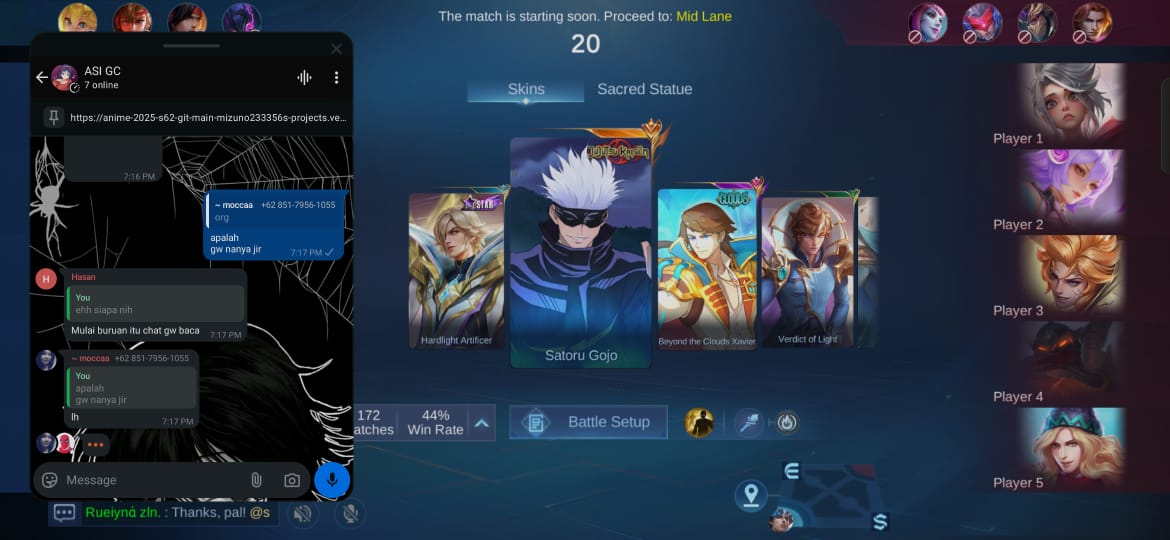 The match is starting soon. Proceed to: Mid Lane
20
ASI GC
7 online
https://anime-2025-s62-git-main-mizuno233356s-projects.ve...
7:16 PM
~ moccaa +62 851-7956-1055
org
apalah
gw nanya jir
7:17 PM
H
Hasan
You
ehh siapa nih
Mulai buruan itu chat gw baca
7:17 PM
~ moccaa +62 851-7956-1055
You
apalah
gw nanya jir
lh
7:17 PM
Message
Rueiyná zln. : Thanks, pal! @s
Skins
Sacred Statue
STAR
Hardlight Artificer
Satoru Gojo
Beyond the Clouds Xavier
Verdict of Light
172
atches
44%
Win Rate
Battle Setup
Player 1
Player 2
Player 3
Player 4
Player 5